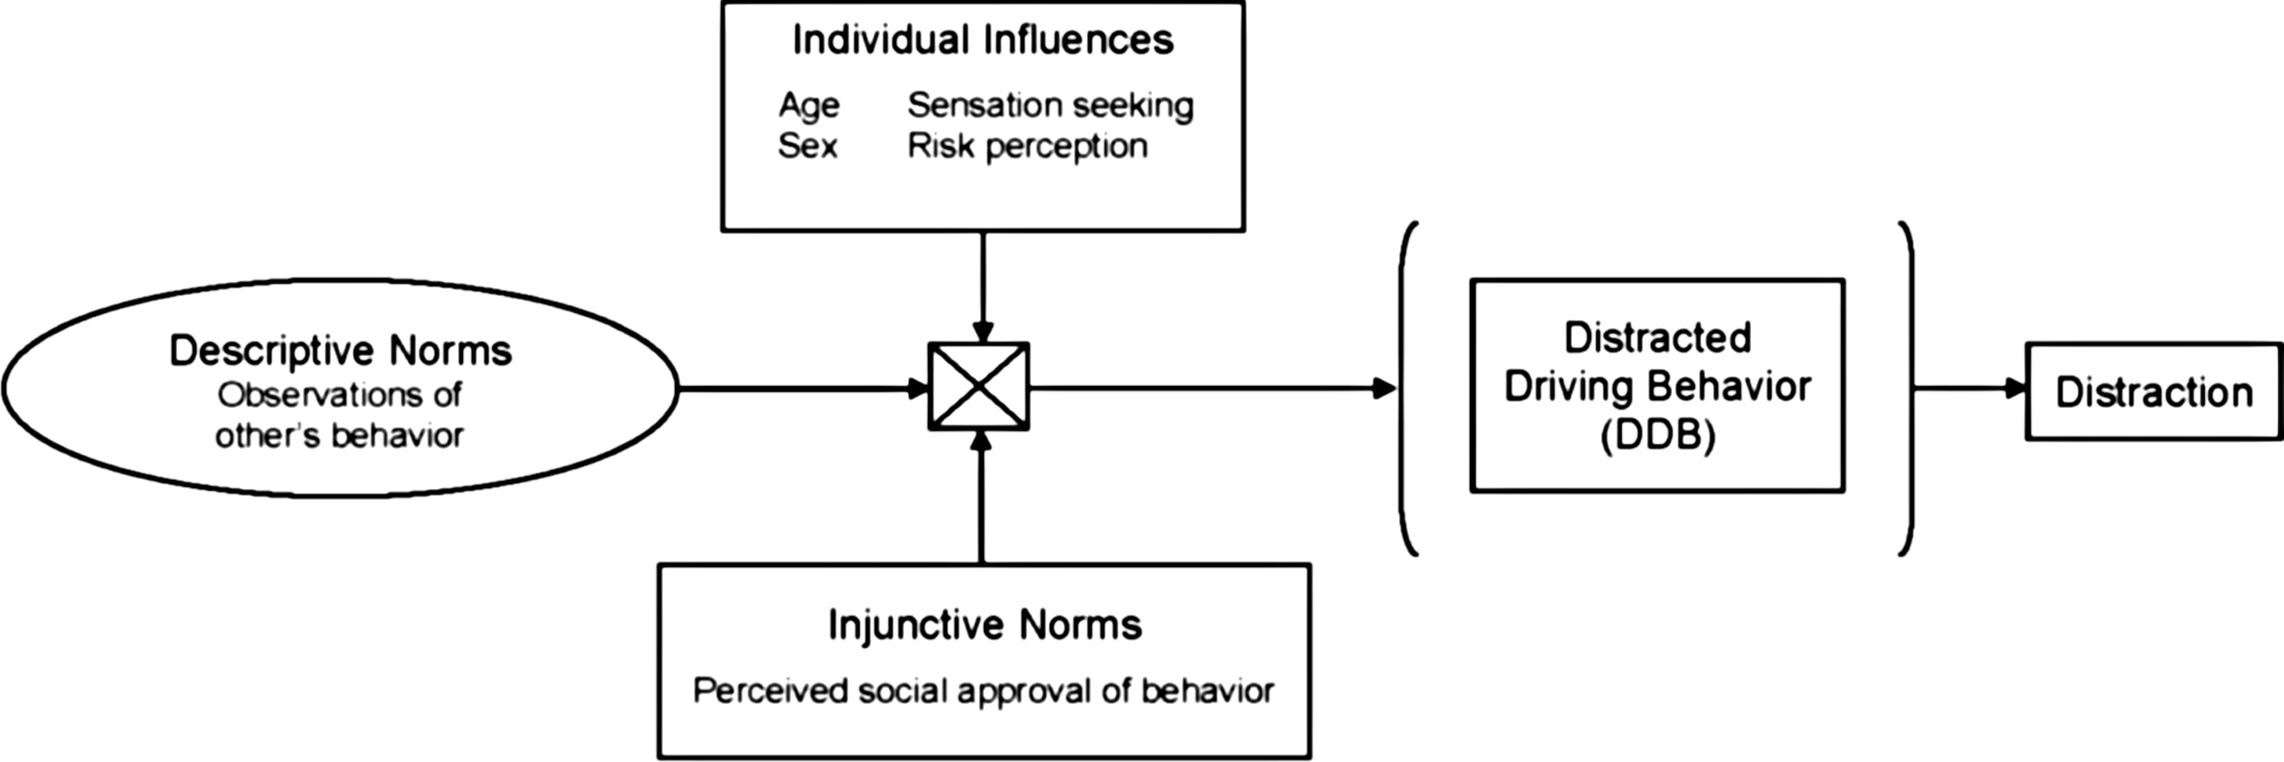 Individual Influences
Age Sensation seeking
Sex Risk perception
Descriptive Norms
Observations of
other's behavior
Distracted
Driving Behavior
(DDB)
Distraction
Injunctive Norms
Perceived social approval of behavior